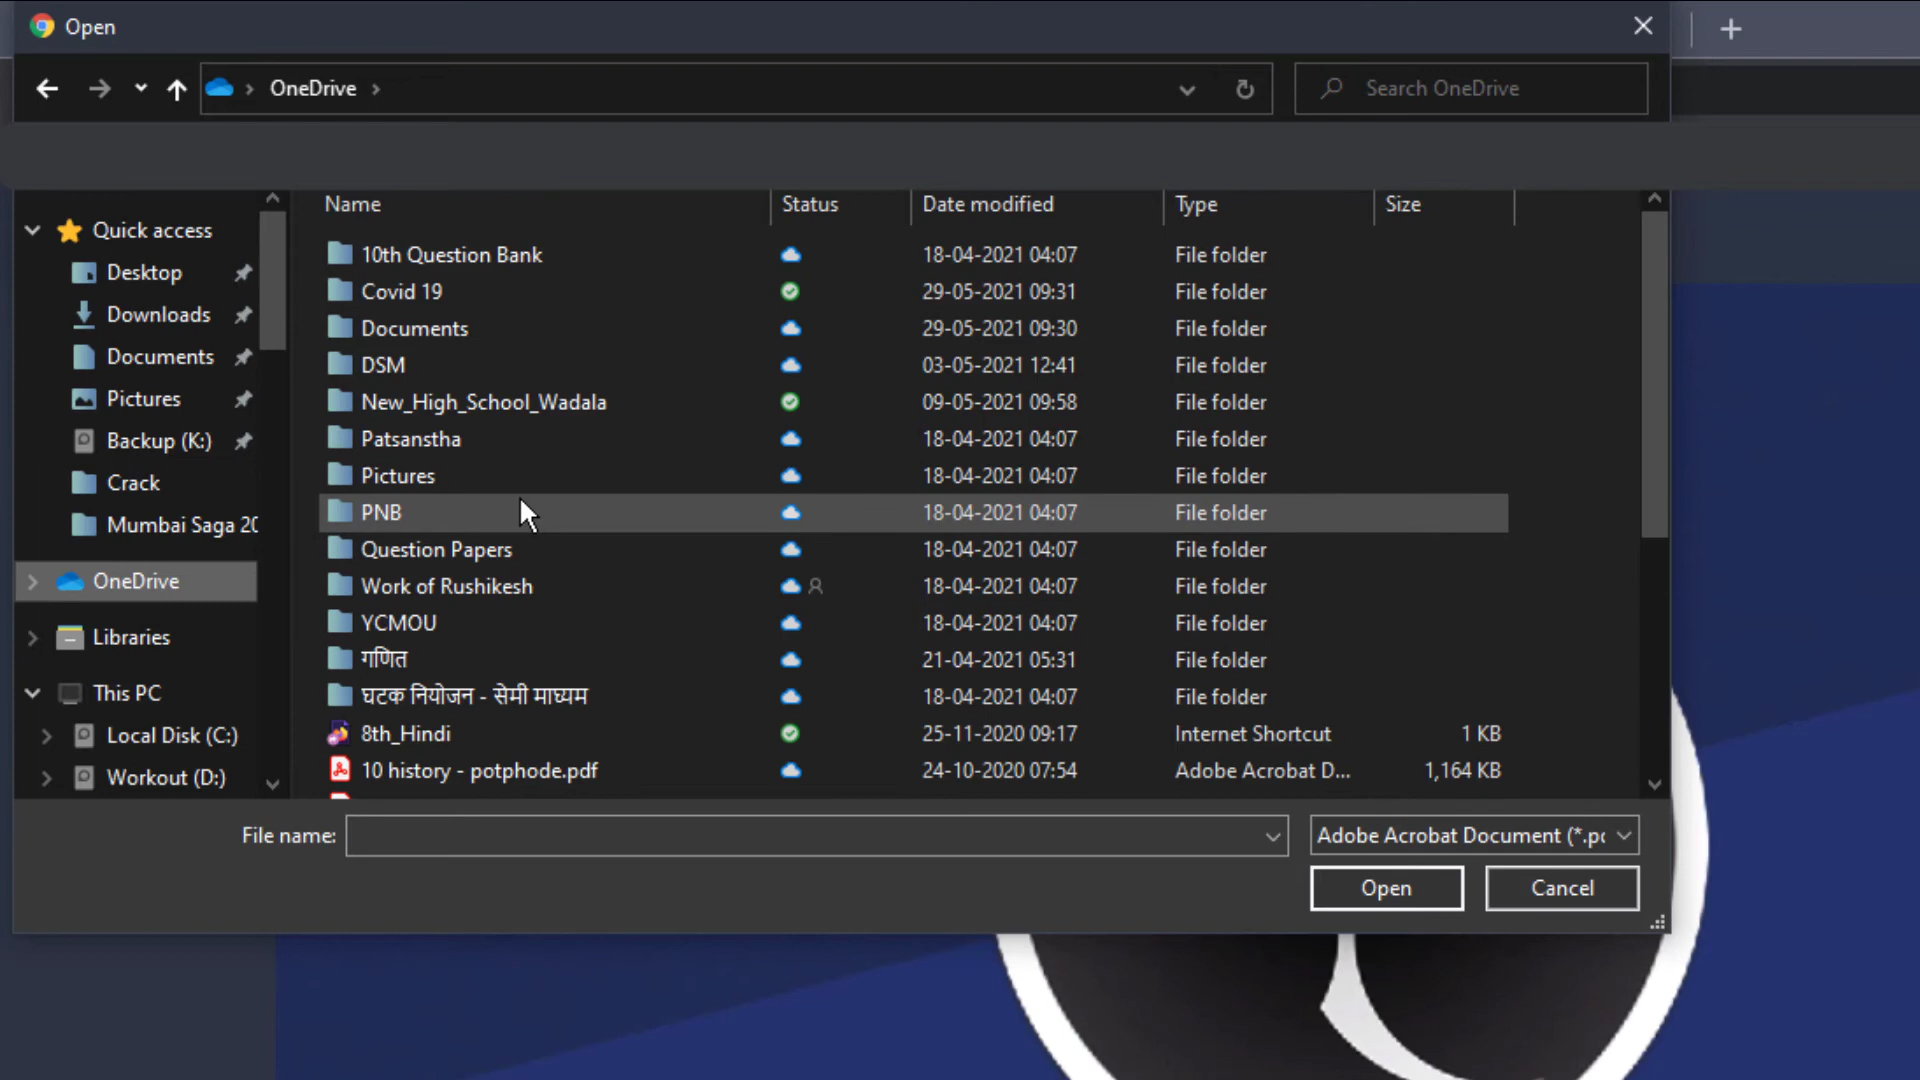 Open
OneDrive
Search OneDrive
Name Status Date modified Type Size
Quick access
Desktop
Downloads
Documents
Pictures
Backup (K:)
Crack
Mumbai Saga 20
OneDrive
Libraries
This PC
Local Disk (C:)
Workout (D:)
10th Question Bank 18-04-2021 04:07 File folder
Covid 19 29-05-2021 09:31 File folder
Documents 29-05-2021 09:30 File folder
DSM 03-05-2021 12:41 File folder
New_High_School_Wadala 09-05-2021 09:58 File folder
Patsanstha 18-04-2021 04:07 File folder
Pictures 18-04-2021 04:07 File folder
PNB 18-04-2021 04:07 File folder
Question Papers 18-04-2021 04:07 File folder
Work of Rushikesh 18-04-2021 04:07 File folder
YCMOU 18-04-2021 04:07 File folder
गणित 21-04-2021 05:31 File folder
घटक नियोजन - सेमी माध्यम 18-04-2021 04:07 File folder
8th_Hindi 25-11-2020 09:17 Internet Shortcut 1 KB
10 history - potphode.pdf 24-10-2020 07:54 Adobe Acrobat D... 1,164 KB
File name: Adobe Acrobat Document (*.pd
Open Cancel